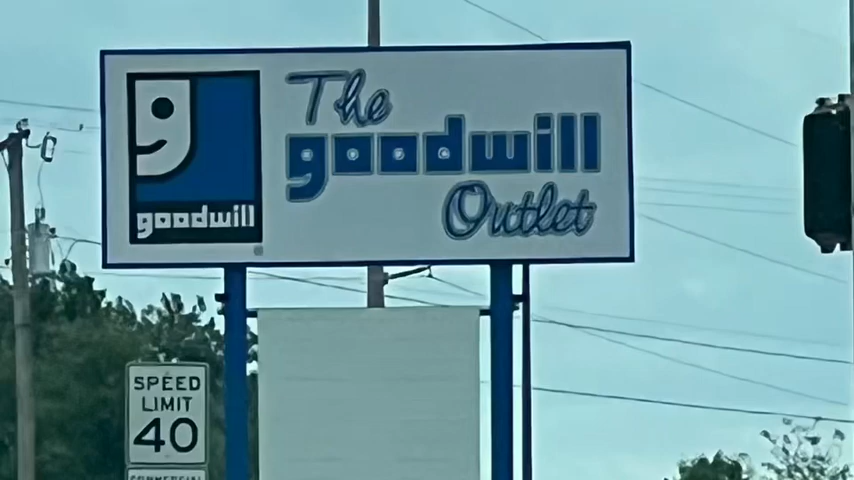 The
goodwill
Outlet
goodwill
SPEED
LIMIT
40
COMMERCIAL